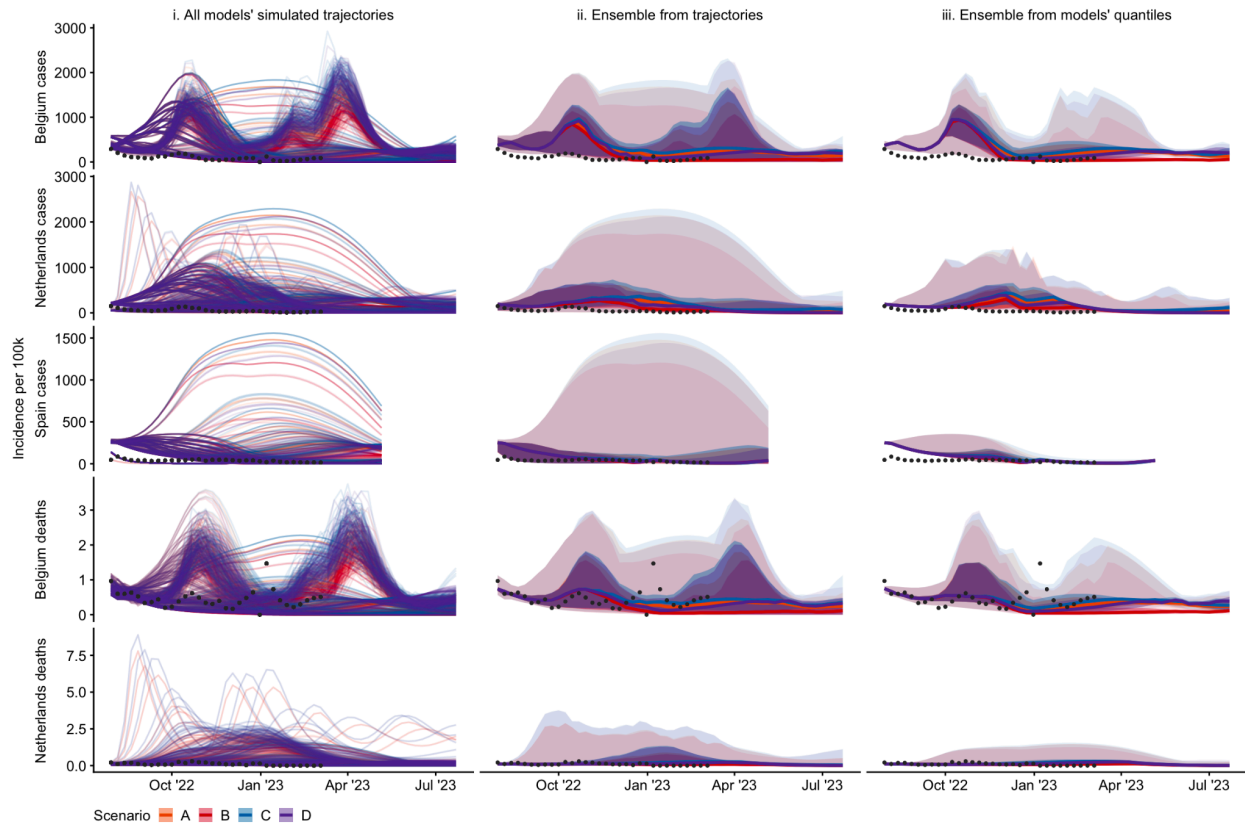 i. All models' simulated trajectories
ii. Ensemble from trajectories
iii. Ensemble from models' quantiles
Incidence per 100k
Belgium cases
3000
2000
1000
0
Netherlands cases
3000
2000
1000
0
Spain cases
1500
1000
500
0
Belgium deaths
3
2
1
0
Netherlands deaths
7.5
5.0
2.5
0.0
Oct '22 Jan '23 Apr '23 Jul '23
Oct '22 Jan '23 Apr '23 Jul '23
Oct '22 Jan '23 Apr '23 Jul '23
Scenario A B C D